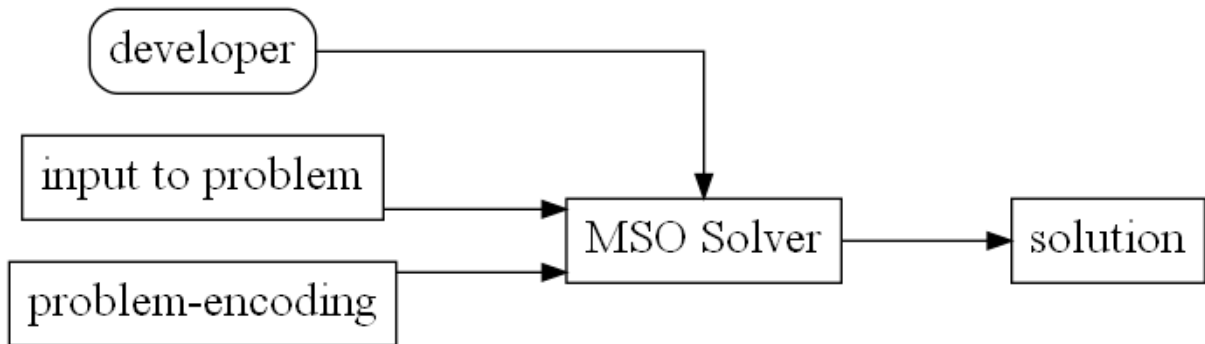 developer
input to problem
MSO Solver
solution
problem-encoding